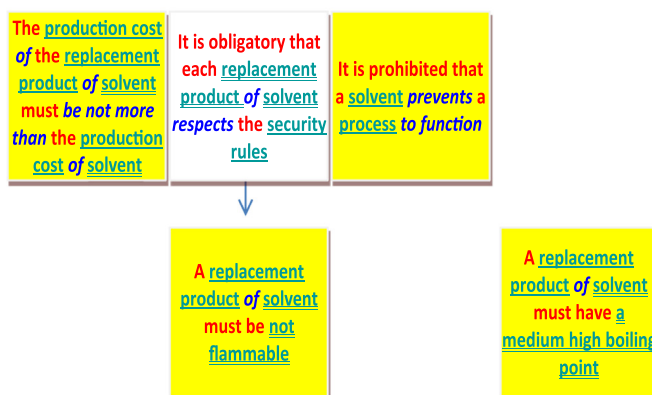 The production cost
of the replacement
product of solvent
must be not more
than the production
cost of solvent
It is obligatory that
each replacement
product of solvent
respects the security
rules
It is prohibited that
a solvent prevents a
process to function
A replacement
product of solvent
must be not
flammable
A replacement
product of solvent
must have a
medium high boiling
point